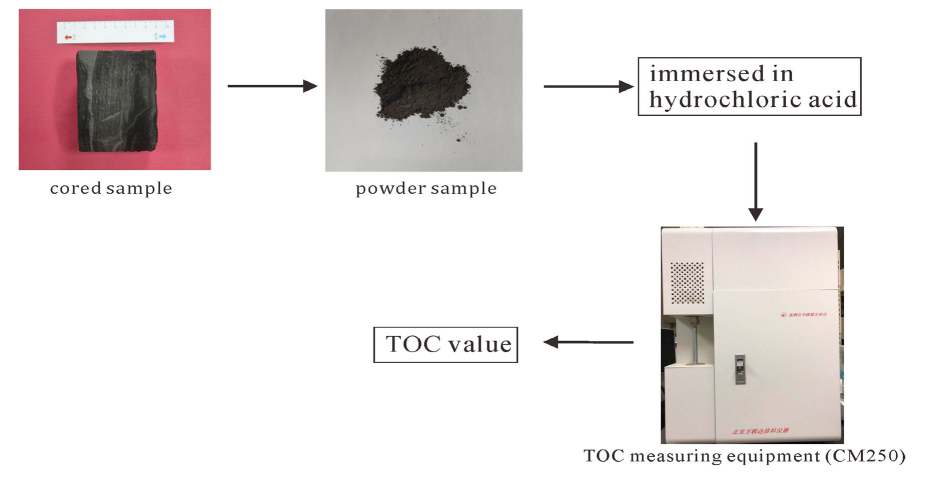 cored sample
powder sample
immersed in
hydrochloric acid
TOC value
TOC measuring equipment (CM250)